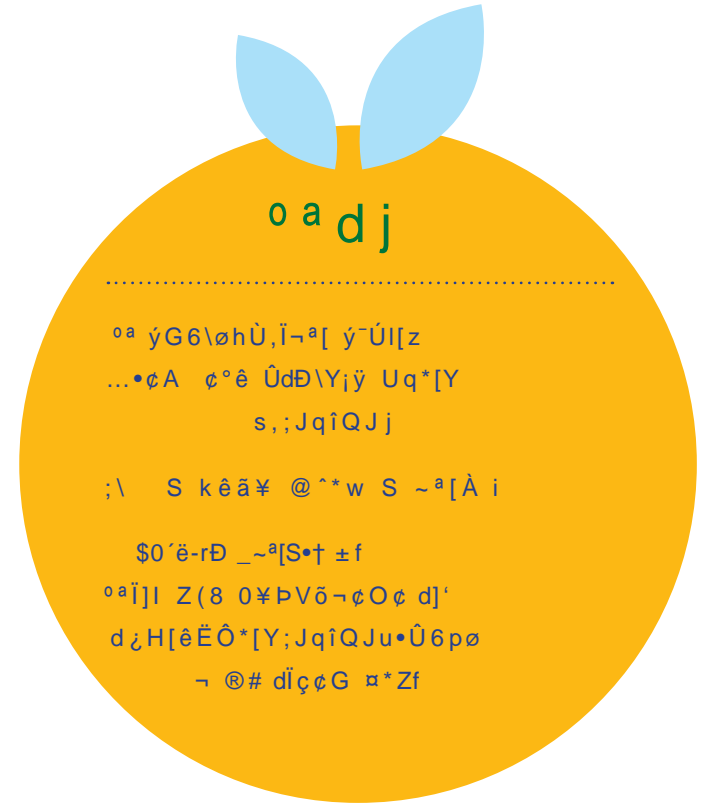 ºª dj
ºª ýG6\øhÙ‚Ϭª[ ý¯ÚI[z
…•¢A ¢°ê ÛdÐ\Y¡ÿ Uq*[Y
s‚;JqîQJj
;\ S kêã¥ @ˆ*w S ~ª[À i
$0´ë-rÐ _~ª[S•† ±f
ºªÏ]I Z(8 0¥ÞVõ¬¢O¢ d]‘
d¿H[êËÔ*[Y;JqîQJu•Û6pø
¬ ®# dÏç¢G ¤*Zf